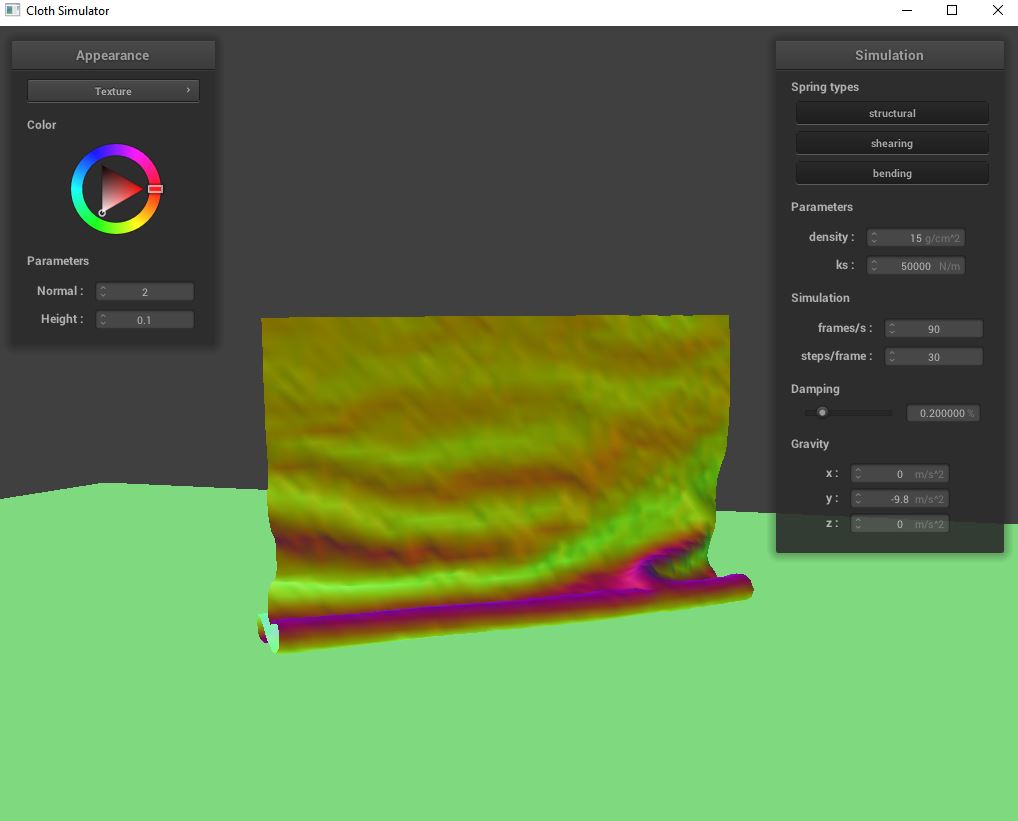 Cloth Simulator
Appearance
Texture
Color
Parameters
Normal : 2
Height : 0.1
Simulation
Spring types
structural
shearing
bending
Parameters
density : 15 g/cm^2
ks : 50000 N/m
Simulation
frames/s : 90
steps/frame : 30
Damping
0.200000 %
Gravity
x : 0 m/s^2
y : -9.8 m/s^2
z : 0 m/s^2